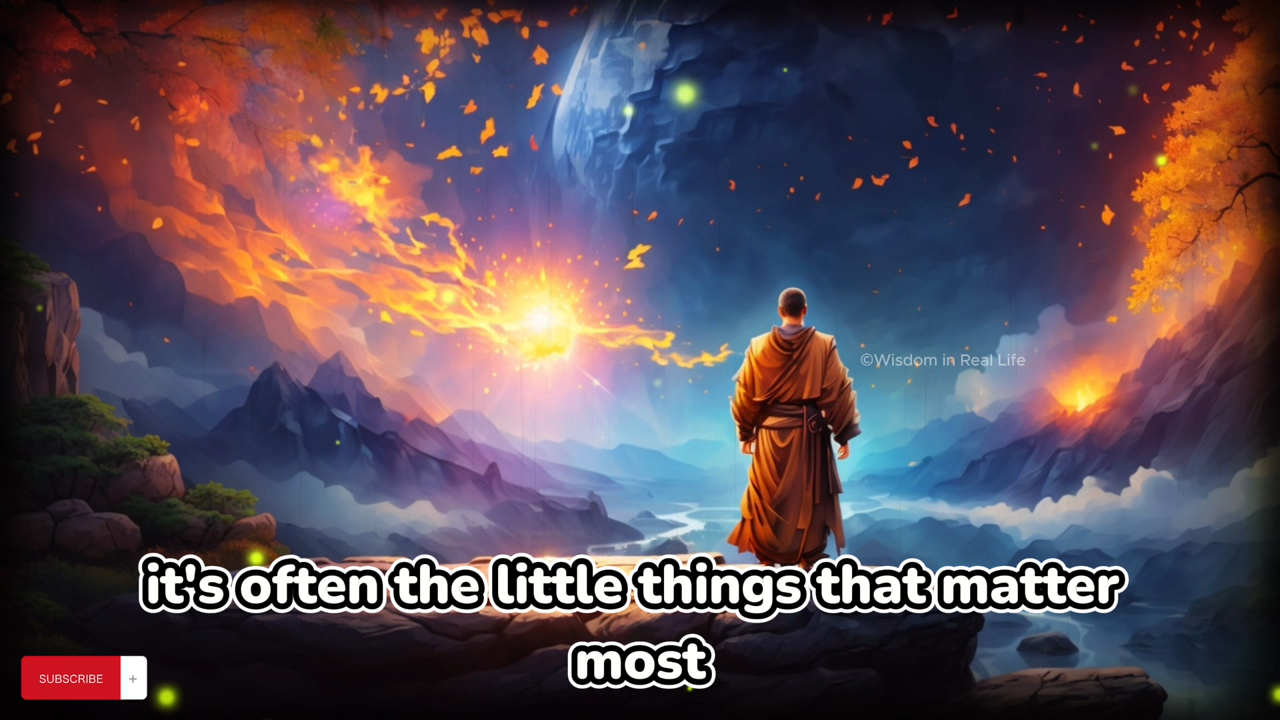 ©Wisdom in Real Life
it's often the little things that matter
most
SUBSCRIBE +